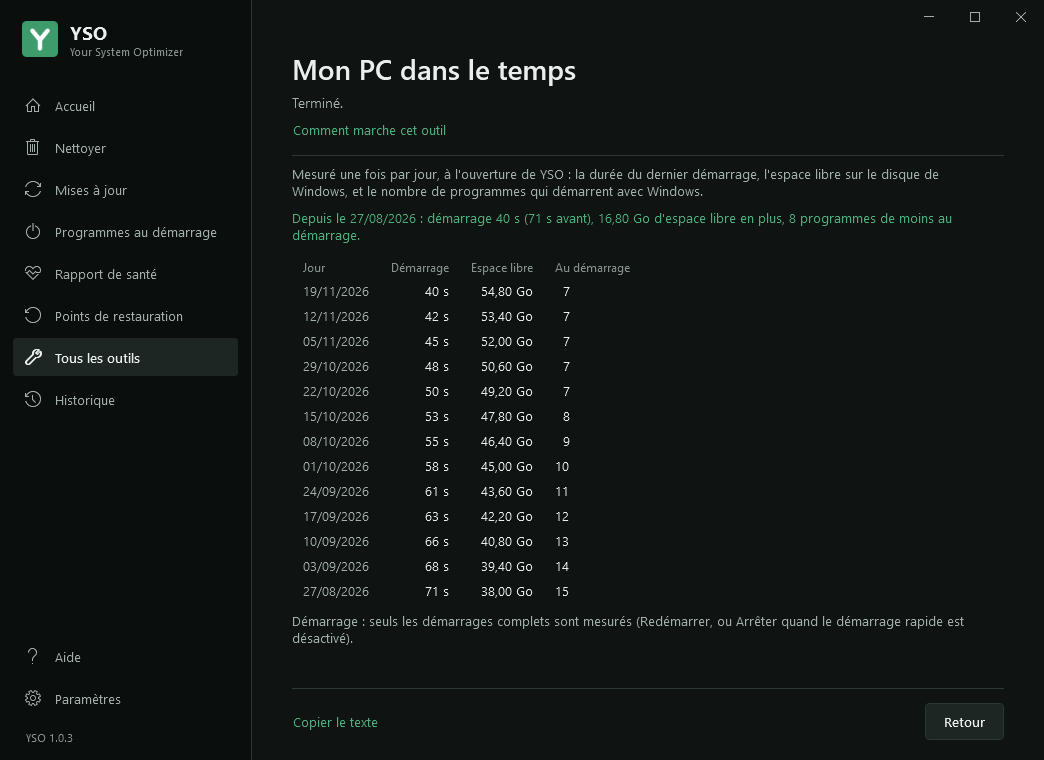 Y YSO
Your System Optimizer
Accueil
Nettoyer
Mises à jour
Programmes au démarrage
Rapport de santé
Points de restauration
Tous les outils
Historique
Aide
Paramètres
YSO 1.0.3
Mon PC dans le temps
Terminé.
Comment marche cet outil
Mesuré une fois par jour, à l'ouverture de YSO : la durée du dernier démarrage, l'espace libre sur le disque de
Windows, et le nombre de programmes qui démarrent avec Windows.
Depuis le 27/08/2026 : démarrage 40 s (71 s avant), 16,80 Go d'espace libre en plus, 8 programmes de moins au
démarrage.
Jour Démarrage Espace libre Au démarrage
19/11/2026 40 s 54,80 Go 7
12/11/2026 42 s 53,40 Go 7
05/11/2026 45 s 52,00 Go 7
29/10/2026 48 s 50,60 Go 7
22/10/2026 50 s 49,20 Go 7
15/10/2026 53 s 47,80 Go 8
08/10/2026 55 s 46,40 Go 9
01/10/2026 58 s 45,00 Go 10
24/09/2026 61 s 43,60 Go 11
17/09/2026 63 s 42,20 Go 12
10/09/2026 66 s 40,80 Go 13
03/09/2026 68 s 39,40 Go 14
27/08/2026 71 s 38,00 Go 15
Démarrage : seuls les démarrages complets sont mesurés (Redémarrer, ou Arrêter quand le démarrage rapide est
désactivé).
Copier le texte
Retour